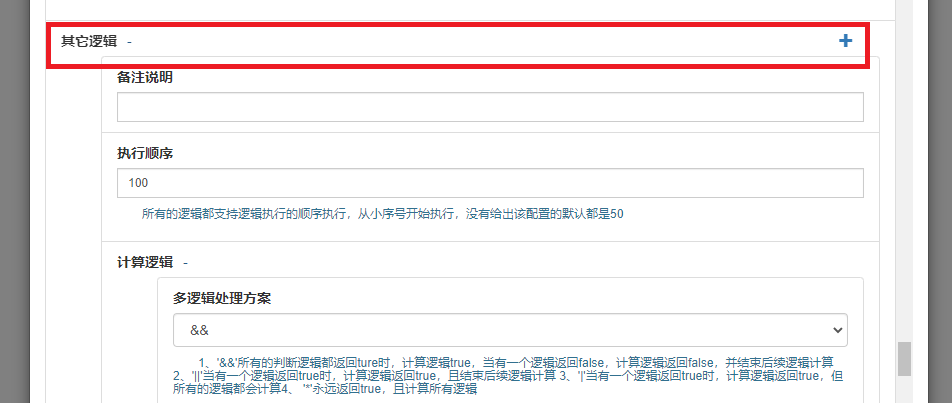 其它逻辑 -
备注说明
执行顺序
100
所有的逻辑都支持逻辑执行的顺序执行，从小序号开始执行，没有给出该配置的默认都是50
计算逻辑 -
多逻辑处理方案
&&
1、'&&'所有的判断逻辑都返回ture时，计算逻辑true，当有一个逻辑返回false，计算逻辑返回false，并结束后续逻辑计算
2、'||'当有一个逻辑返回true时，计算逻辑返回true，且结束后续逻辑计算 3、'|'当有一个逻辑返回true时，计算逻辑返回true，但
所有的逻辑都会计算4、 '*'永远返回true，且计算所有逻辑